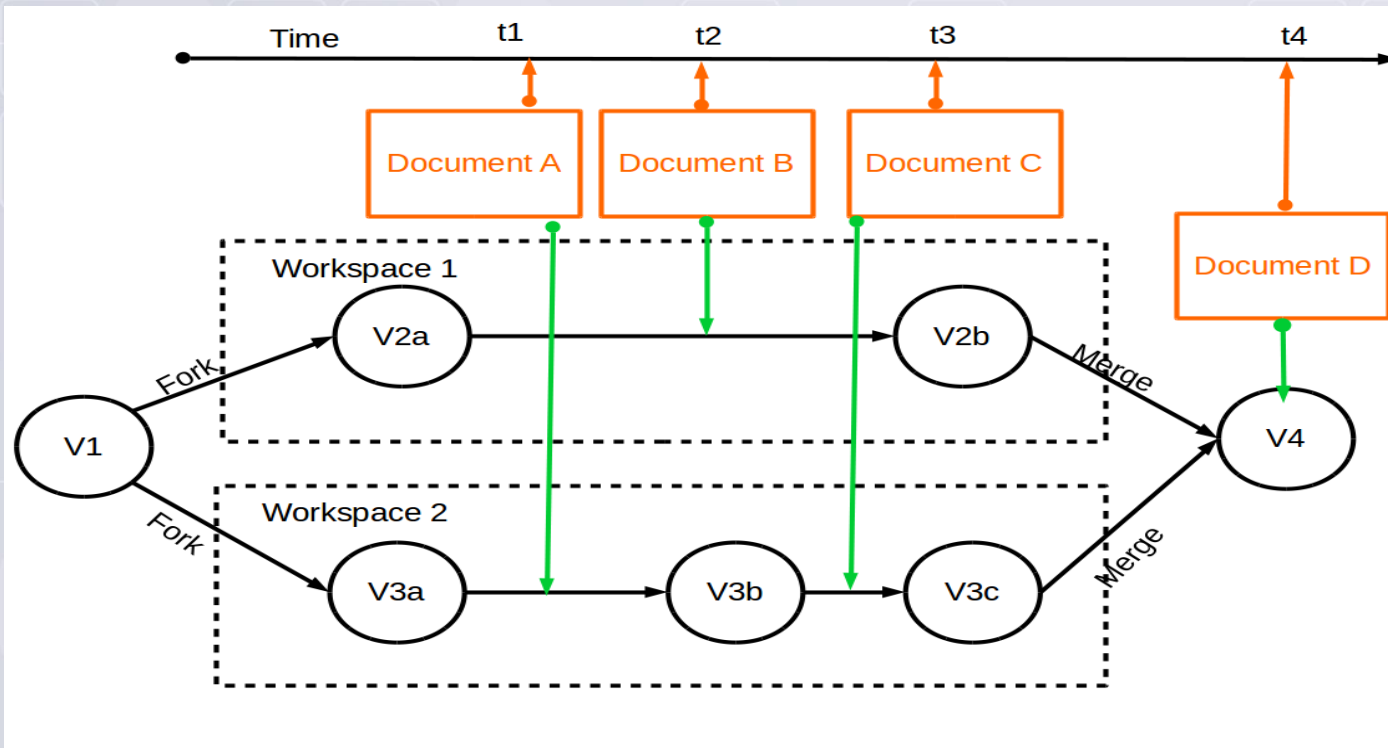 Time
t1
t2
t3
t4
Document A
Document B
Document C
Document D
Workspace 1
V2a
V2b
Fork
Merge
V1
V4
Workspace 2
Fork
Merge
V3a
V3b
V3c